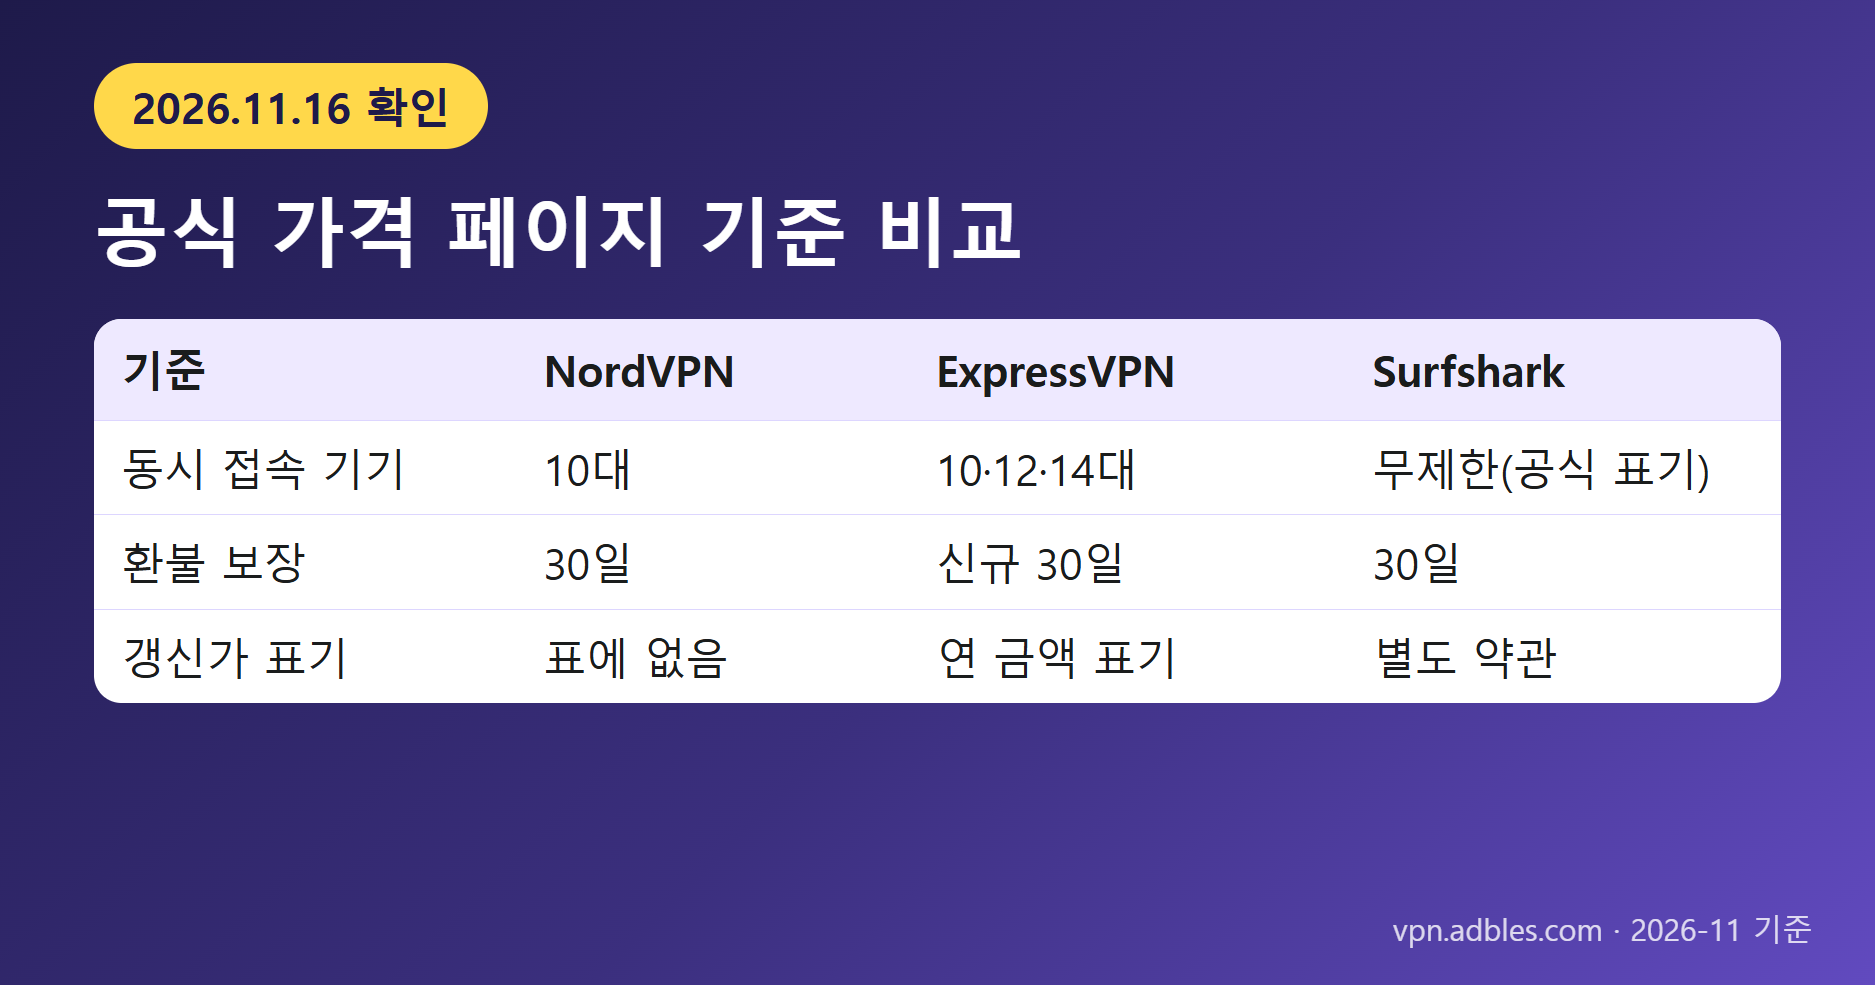 2026.11.16 확인
공식 가격 페이지 기준 비교
기준 NordVPN ExpressVPN Surfshark
동시 접속 기기 10대 10·12·14대 무제한(공식 표기)
환불 보장 30일 신규 30일 30일
갱신가 표기 표에 없음 연 금액 표기 별도 약관
vpn.adbles.com · 2026-11 기준